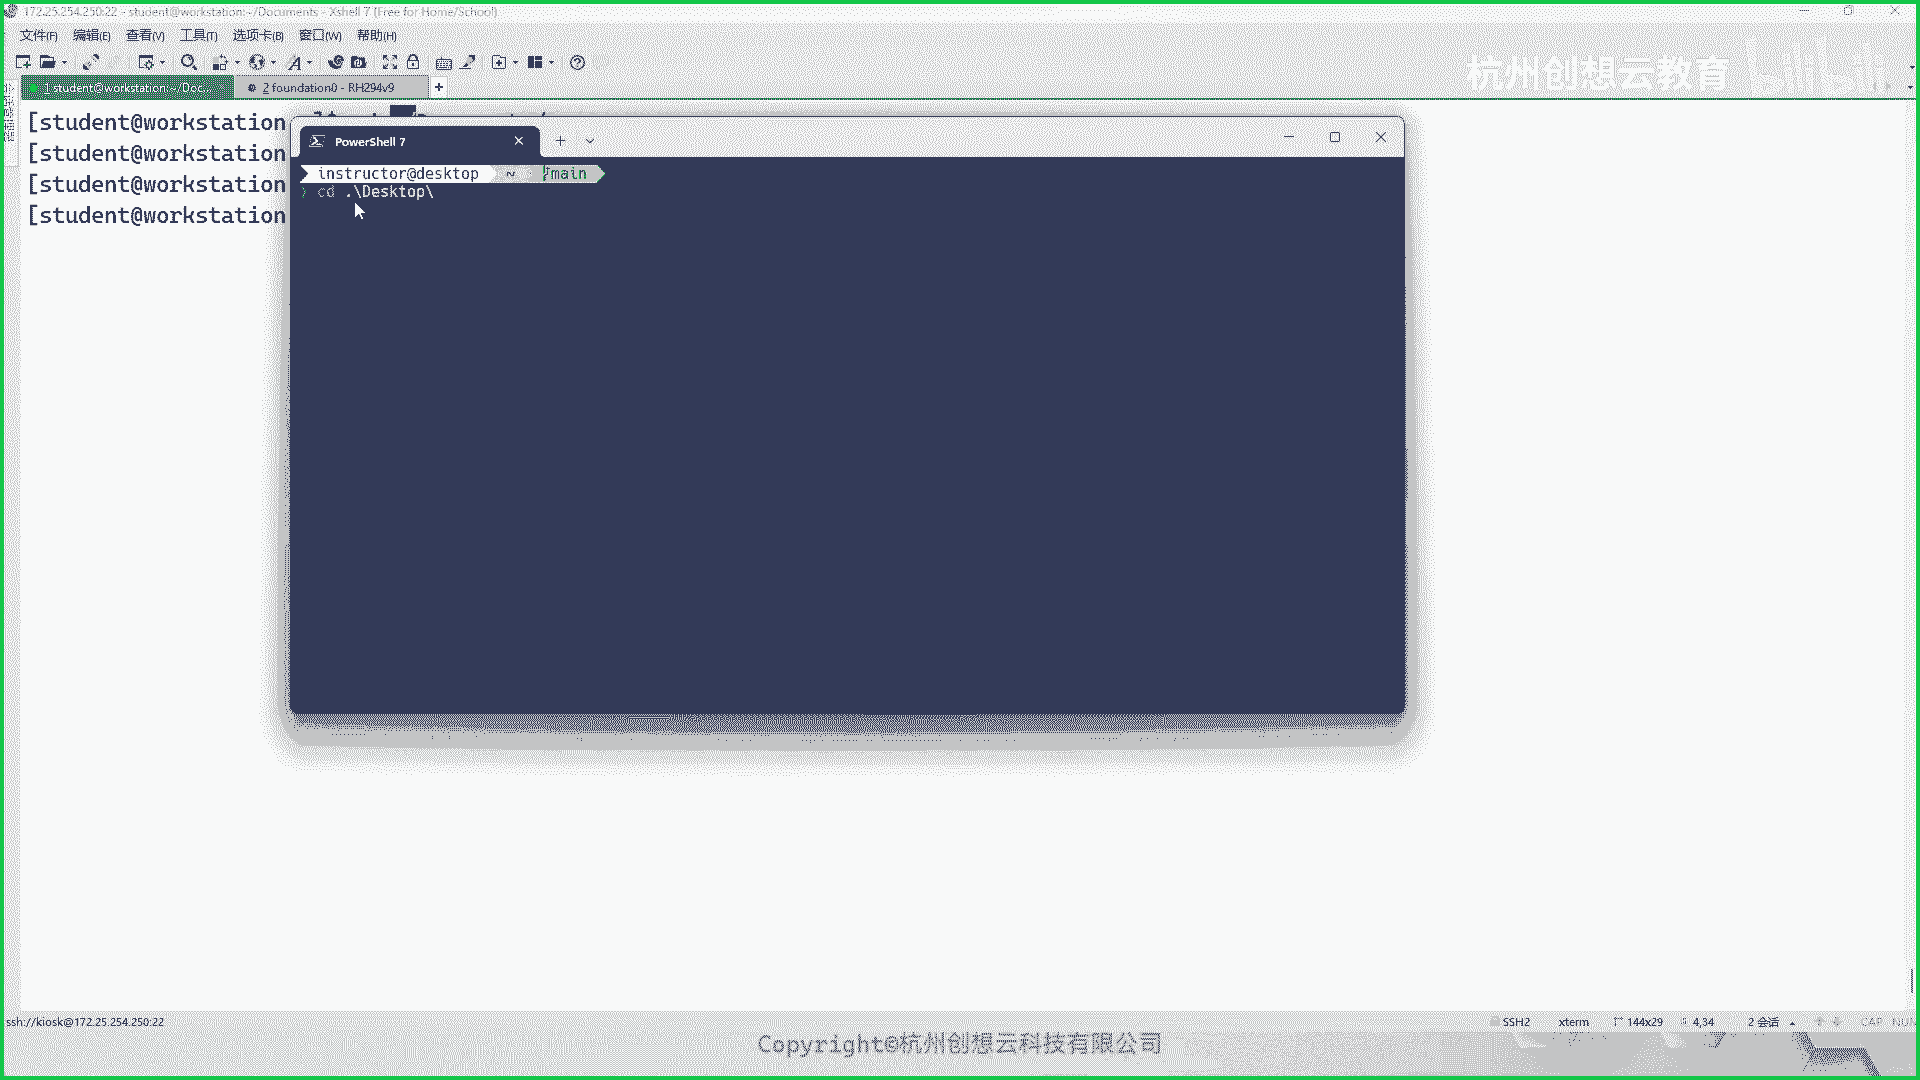 172.25.254.250:22 - student@workstation:~/Documents - Xshell 7 (Free for Home/School)
文件(F) 编辑(E) 查看(V) 工具(T) 选项卡(B) 窗口(W) 帮助(H)
杭州创想云教育 bilibili
1 student@workstation:~/Doc... 2 foundation0 - RH294v9
[student@workstation
[student@workstation
[student@workstation
[student@workstation
PowerShell 7
instructor@desktop ~ main
cd .\Desktop\
ssh://kiosk@172.25.254.250:22 SSH2 xterm 144x29 4,34 2 会话 CAP NUM
Copyright©杭州创想云科技有限公司